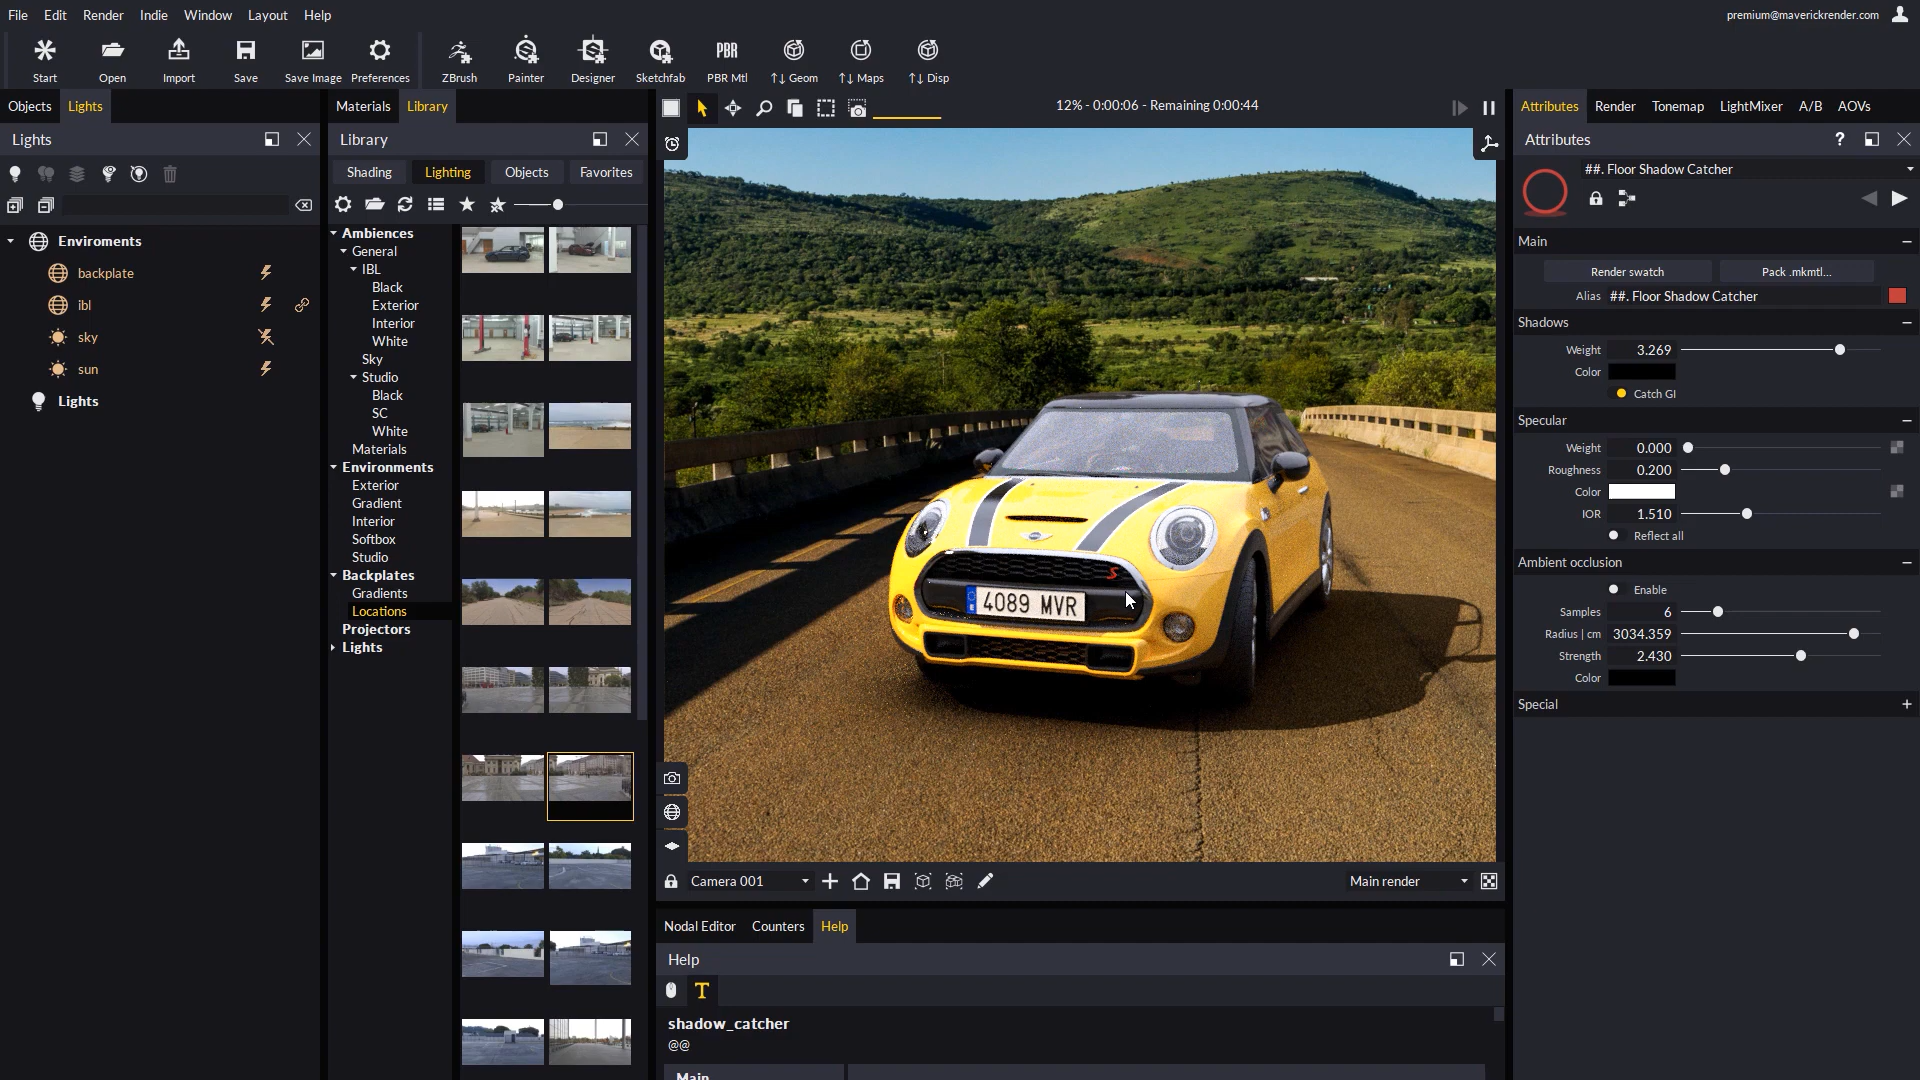 File Edit Render Indie Window Layout Help
premium@maverickrender.com
Start Open Import Save Save Image Preferences ZBrush Painter Designer Sketchfab PBR Mtl ↑↓ Geom ↑↓ Maps ↑↓ Disp
PBR
Objects Lights
Lights
Enviroments
backplate
ibl
sky
sun
Lights
Materials Library
Library
Shading Lighting Objects Favorites
Ambiences
General
IBL
Black
Exterior
Interior
White
Sky
Studio
Black
SC
White
Materials
Environments
Exterior
Gradient
Interior
Softbox
Studio
Backplates
Gradients
Locations
Projectors
Lights
12% - 0:00:06 - Remaining 0:00:44
S
4089 MVR
Camera 001
Main render
Nodal Editor Counters Help
Help
T
shadow_catcher
@@
Main
Attributes Render Tonemap LightMixer A/B AOVs
Attributes ?
##. Floor Shadow Catcher
Main
Render swatch Pack .mkmtl...
Alias ##. Floor Shadow Catcher
Shadows
Weight 3.269
Color
Catch GI
Specular
Weight 0.000
Roughness 0.200
Color
IOR 1.510
Reflect all
Ambient occlusion
Enable
Samples 6
Radius | cm 3034.359
Strength 2.430
Color
Special